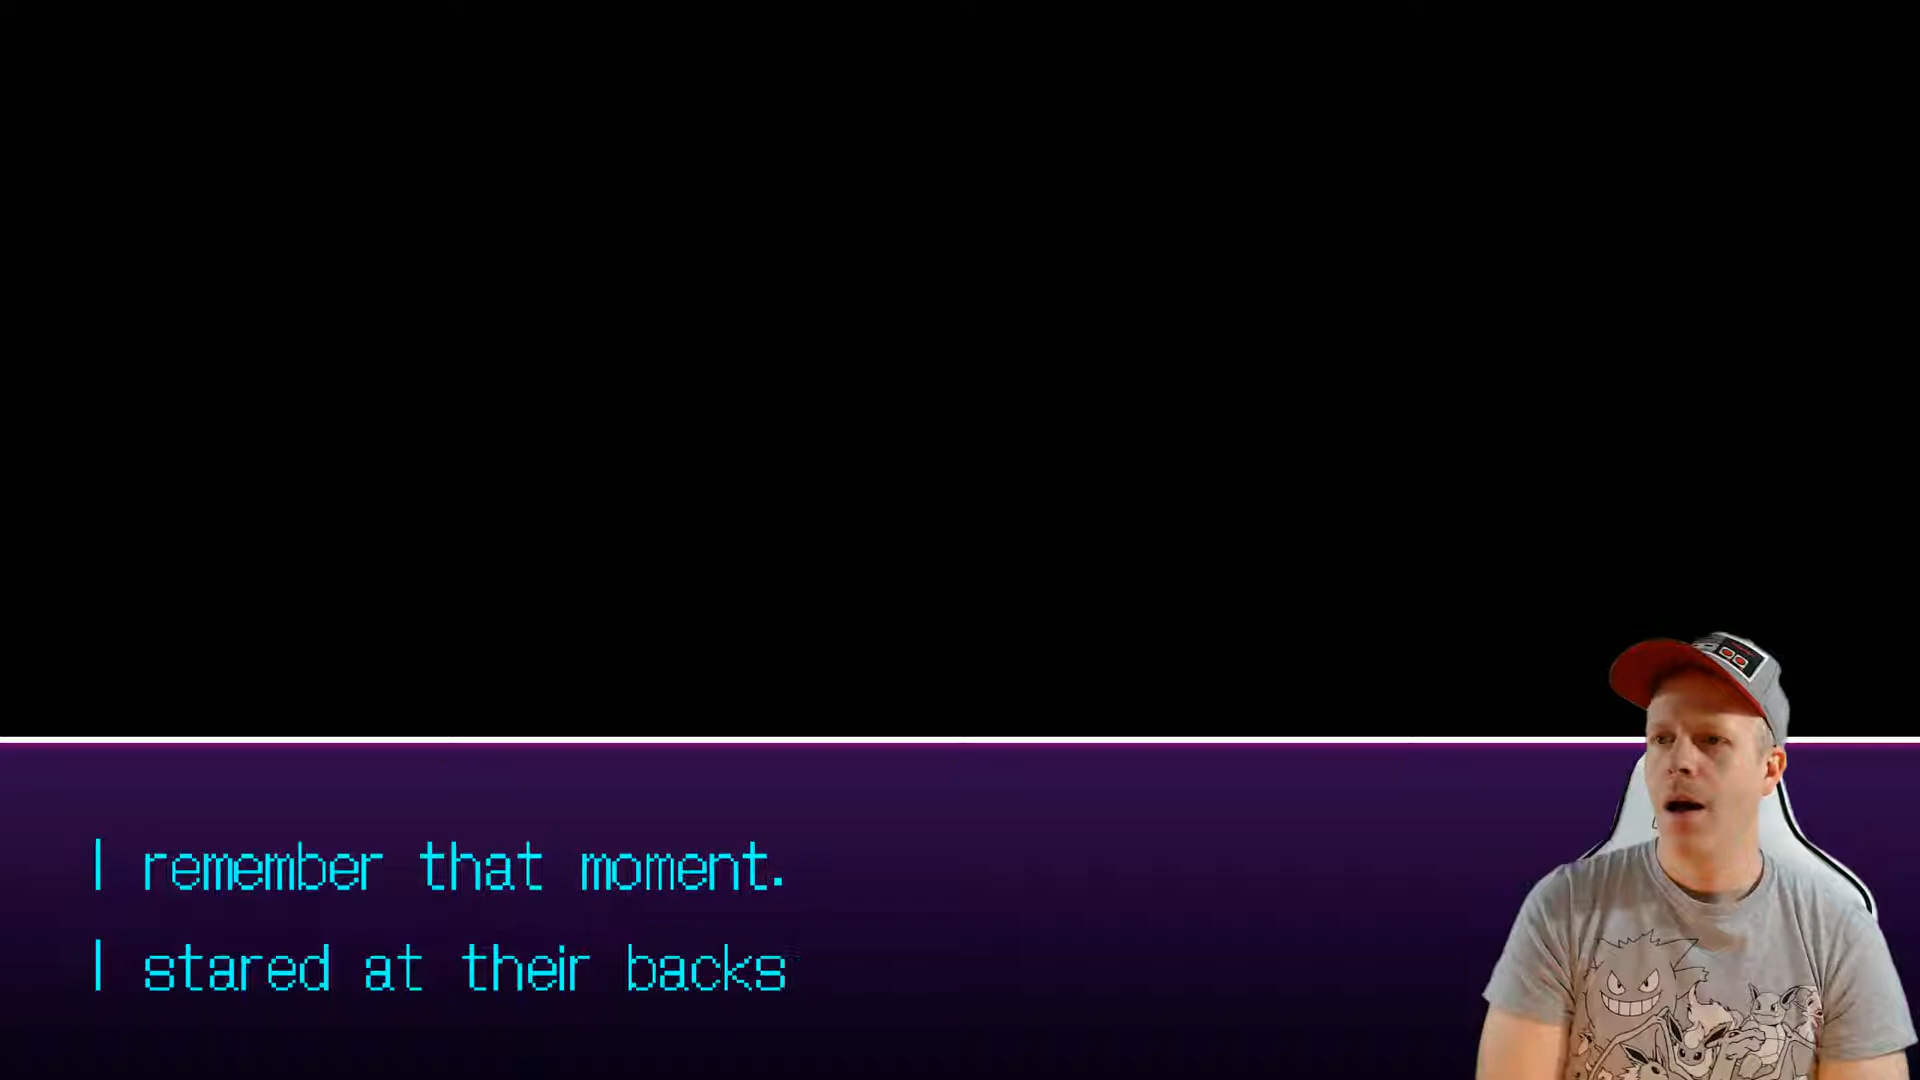 I remember that moment.
I stared at their backs